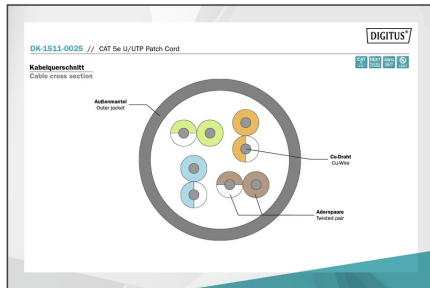 DIGITUS®
DK-1511-0025 // CAT 5e U/UTP Patch Cord
Kabelquerschnitt
Cable cross section
Außenmantel
Outer jacket
Cu-Draht
Cu-Wire
Adernpaare
Twisted pair